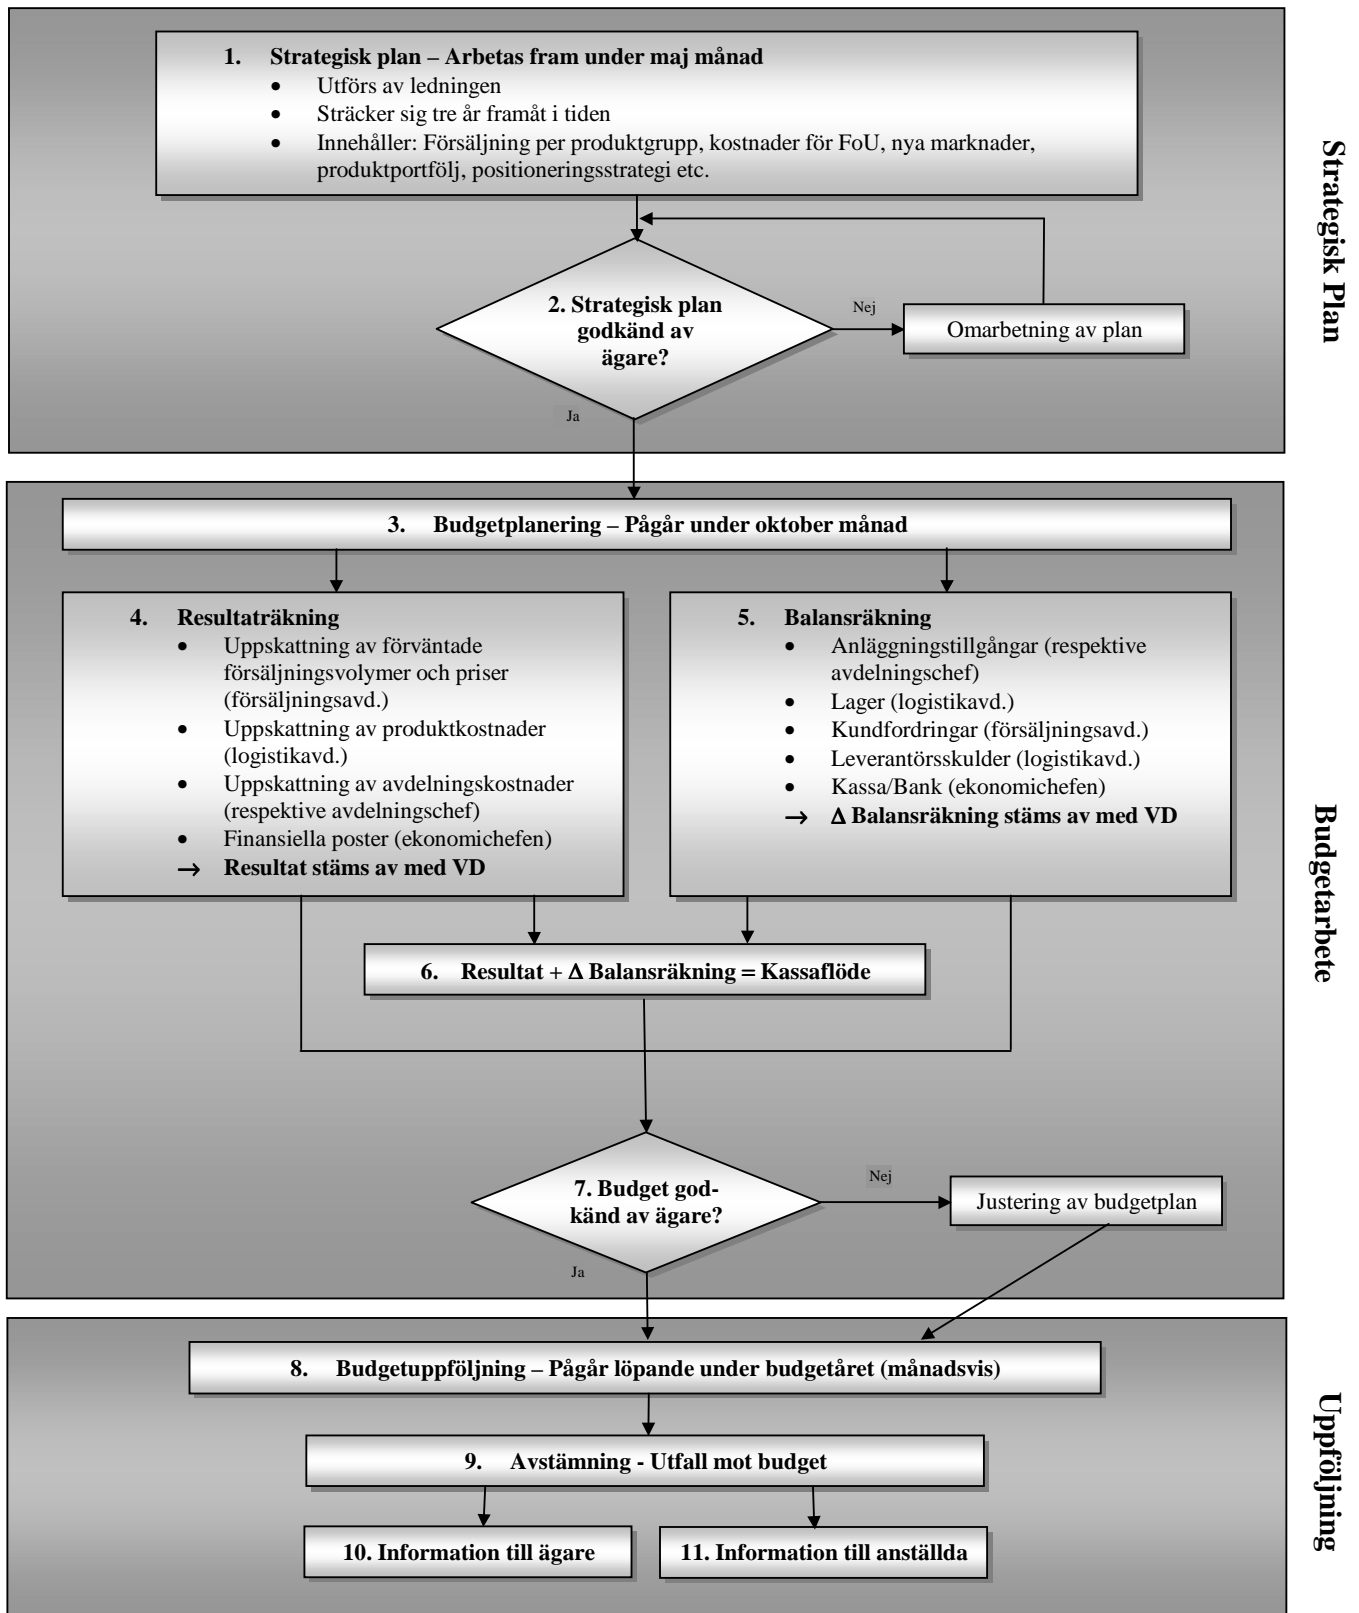 1. Strategisk plan – Arbetas fram under maj månad
• Utförs av ledningen
• Sträcker sig tre år framåt i tiden
• Innehåller: Försäljning per produktgrupp, kostnader för FoU, nya marknader,
produktportfölj, positioneringsstrategi etc.
Strategisk Plan
2. Strategisk plan
godkänd av
ägare?
Nej
Omarbetning av plan
Ja
3. Budgetplanering – Pågår under oktober månad
4. Resultaträkning
• Uppskattning av förväntade
försäljningsvolymer och priser
(försäljningsavd.)
• Uppskattning av produktkostnader
(logistikavd.)
• Uppskattning av avdelningskostnader
(respektive avdelningschef)
• Finansiella poster (ekonomichefen)
→ Resultat stäms av med VD
5. Balansräkning
• Anläggningstillgångar (respektive
avdelningschef)
• Lager (logistikavd.)
• Kundfordringar (försäljningsavd.)
• Leverantörsskulder (logistikavd.)
• Kassa/Bank (ekonomichefen)
→ Δ Balansräkning stäms av med VD
Budgetarbete
6. Resultat + Δ Balansräkning = Kassaflöde
7. Budget god-
känd av ägare?
Nej
Justering av budgetplan
Ja
8. Budgetuppföljning – Pågår löpande under budgetåret (månadsvis)
9. Avstämning - Utfall mot budget
10. Information till ägare
11. Information till anställda
Uppföljning